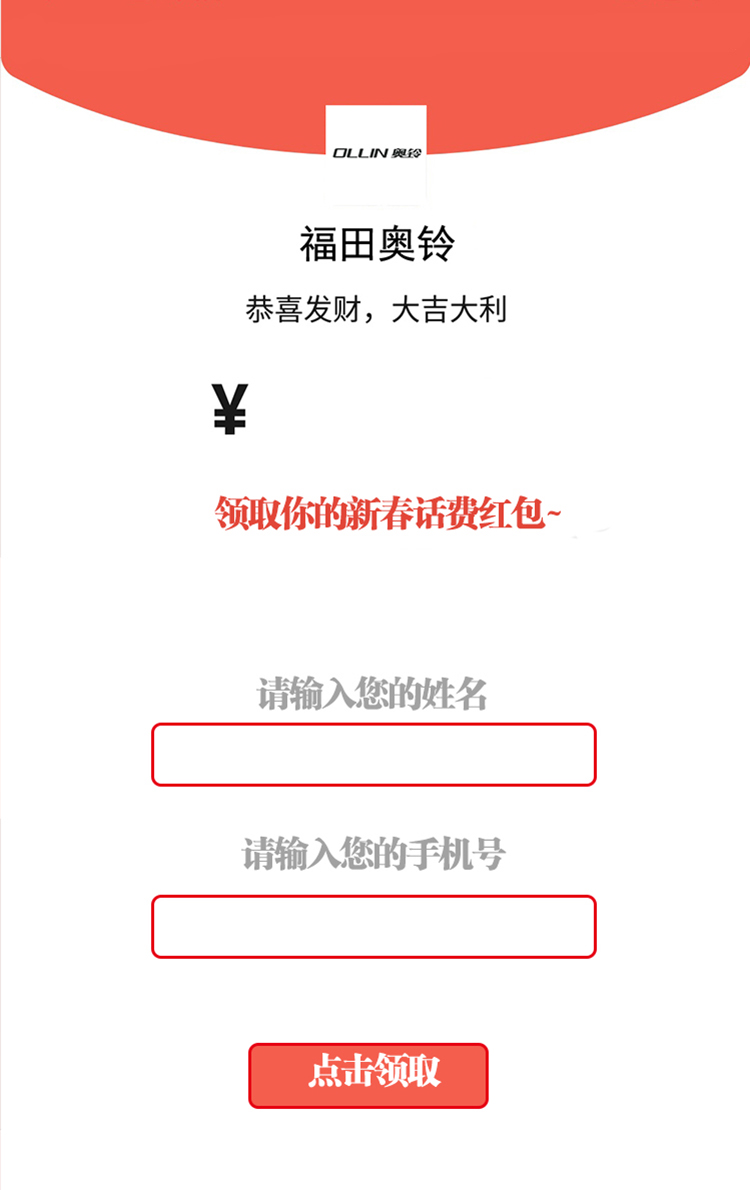 OLLIN 奥铃
福田奥铃
恭喜发财，大吉大利
¥
领取你的新春话费红包~
请输入您的姓名
请输入您的手机号
点击领取